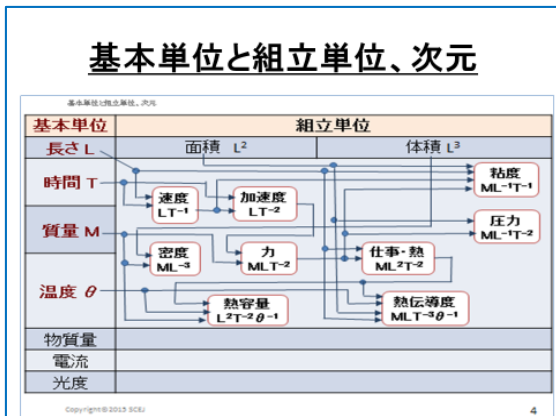 基本単位と組立単位、次元
基本単位と組立単位、次元
基本単位 組立単位
長さ L 面積 L² 体積 L³
時間 T
粘度
ML⁻¹T⁻¹
速度
LT⁻¹
加速度
LT⁻²
質量 M
圧力
ML⁻¹T⁻²
密度
ML⁻³
力
MLT⁻²
仕事・熱
ML²T⁻²
温度 θ
熱容量
L²T⁻²θ⁻¹
熱伝導度
MLT⁻³θ⁻¹
物質量
電流
光度
Copyright©2015 SCEJ 4